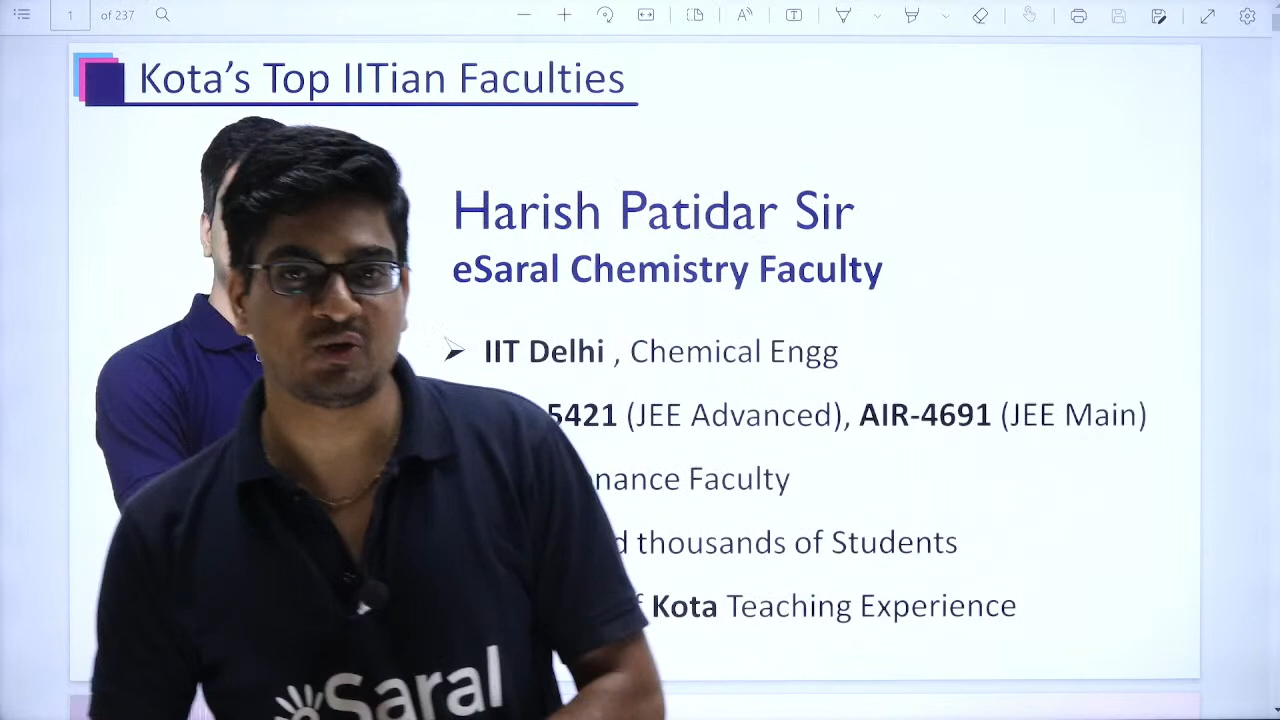 1 of 237
Kota's Top IITian Faculties
Harish Patidar Sir
eSaral Chemistry Faculty
IIT Delhi , Chemical Engg
5421 (JEE Advanced), AIR-4691 (JEE Main)
Faculty
thousands of Students
Kota Teaching Experience
eSaral